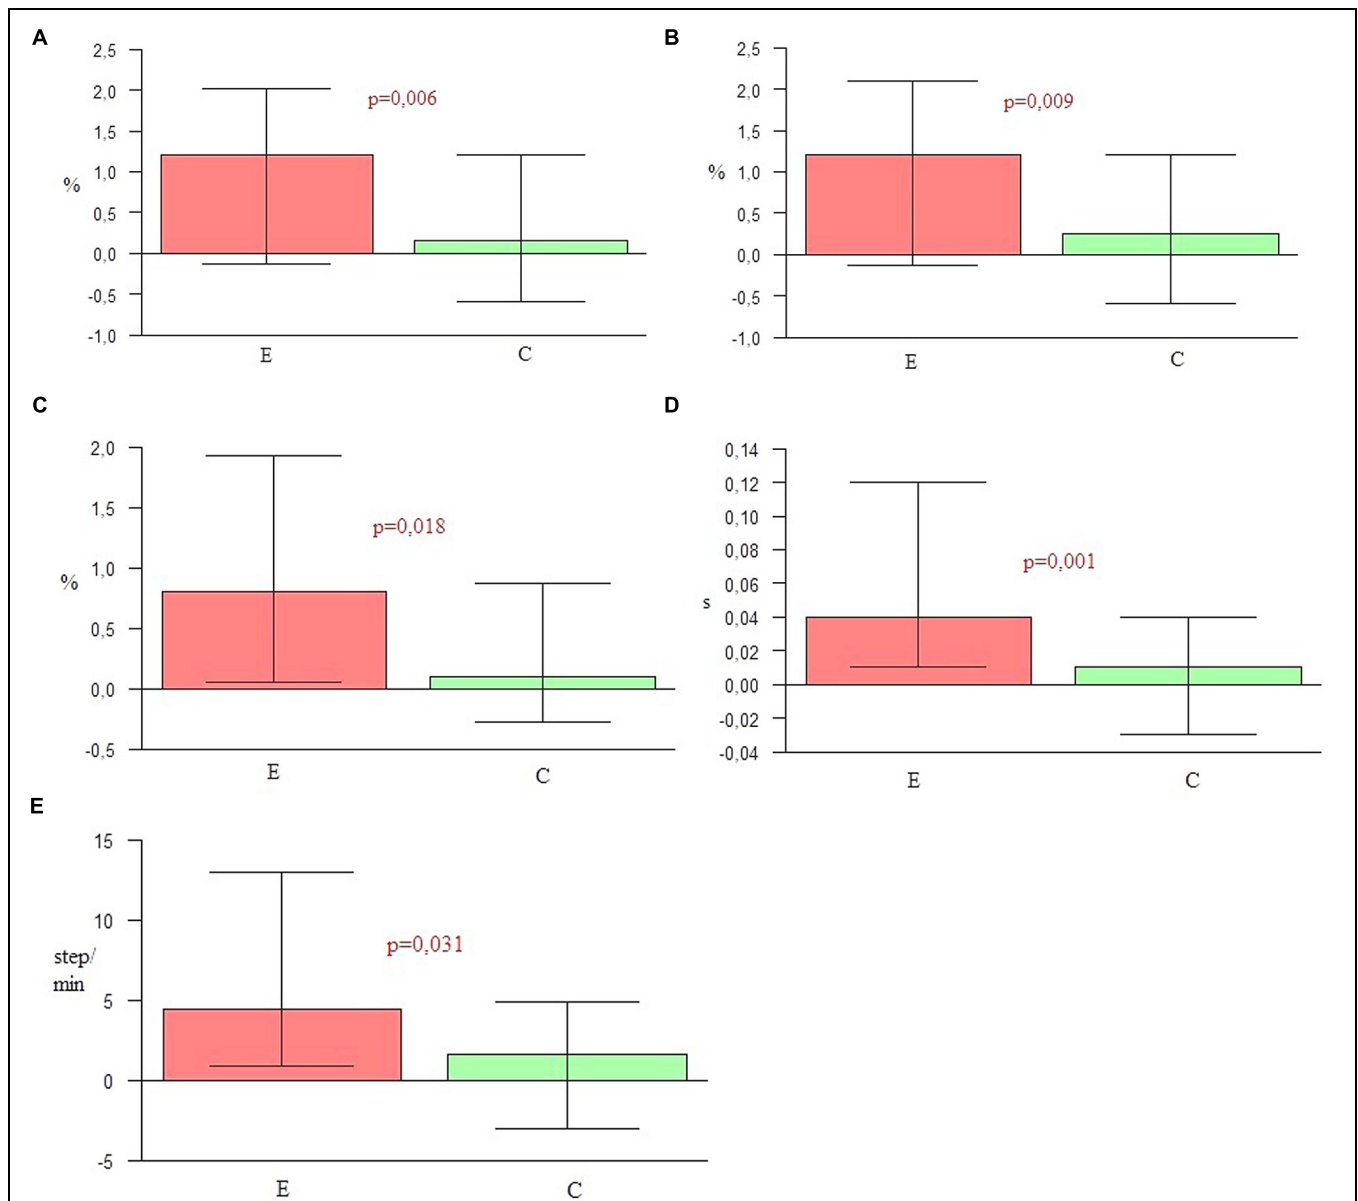 A
2,5
2,0
1,5
1,0
0,5
0,0
-0,5
-1,0
%
p=0,006
E
C
B
2,5
2,0
1,5
1,0
0,5
0,0
-0,5
-1,0
%
p=0,009
E
C
C
2,0
1,5
1,0
0,5
0,0
-0,5
%
p=0,018
E
C
D
0,14
0,12
0,10
0,08
0,06
0,04
0,02
0,00
-0,02
-0,04
s
p=0,001
E
C
E
15
10
5
0
-5
step/
min
p=0,031
E
C